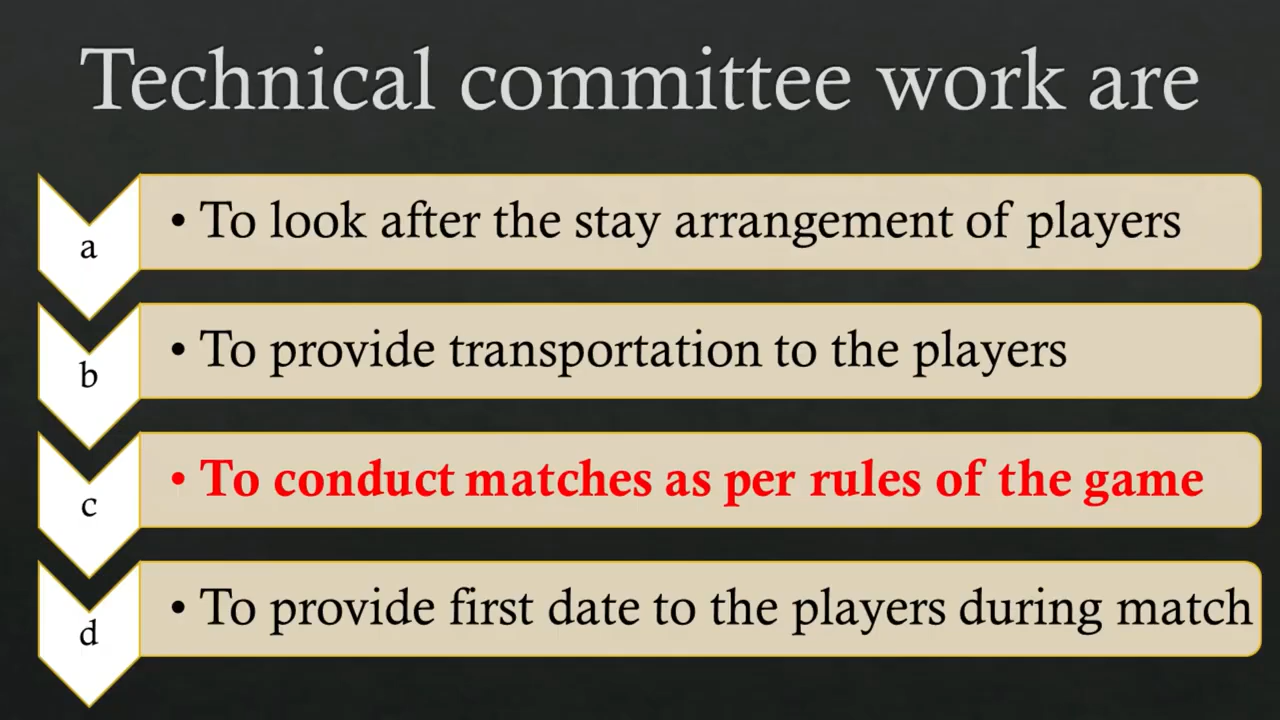 Technical committee work are
a
• To look after the stay arrangement of players
b
• To provide transportation to the players
c
• To conduct matches as per rules of the game
d
• To provide first date to the players during match